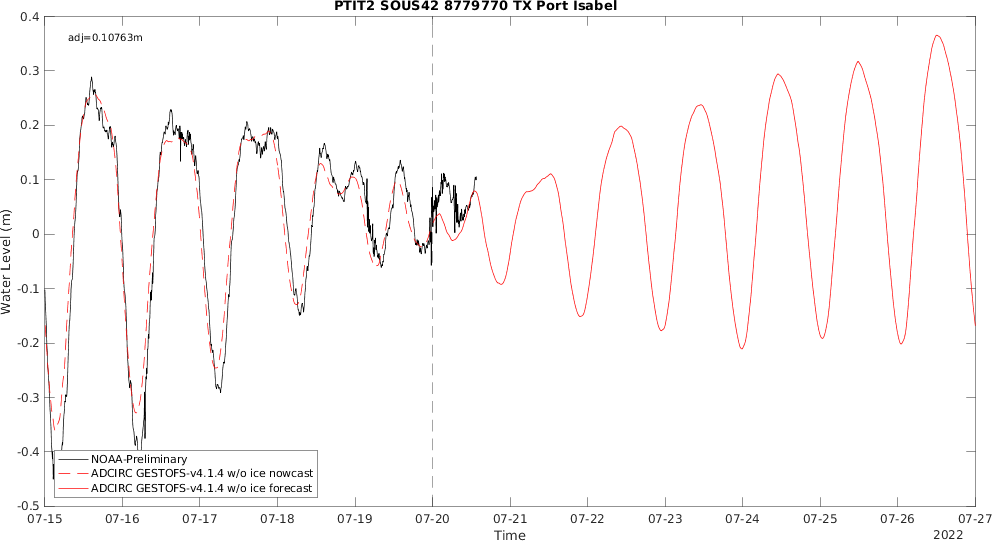 PTIT2 SOUS42 8779770 TX Port Isabel
adj=0.10763m
0.4
0.3
0.2
0.1
0
-0.1
-0.2
-0.3
-0.4
-0.5
Water Level (m)
NOAA-Preliminary
ADCIRC GESTOFS-v4.1.4 w/o ice nowcast
ADCIRC GESTOFS-v4.1.4 w/o ice forecast
07-15 07-16 07-17 07-18 07-19 07-20 07-21 07-22 07-23 07-24 07-25 07-26 07-27
Time
2022